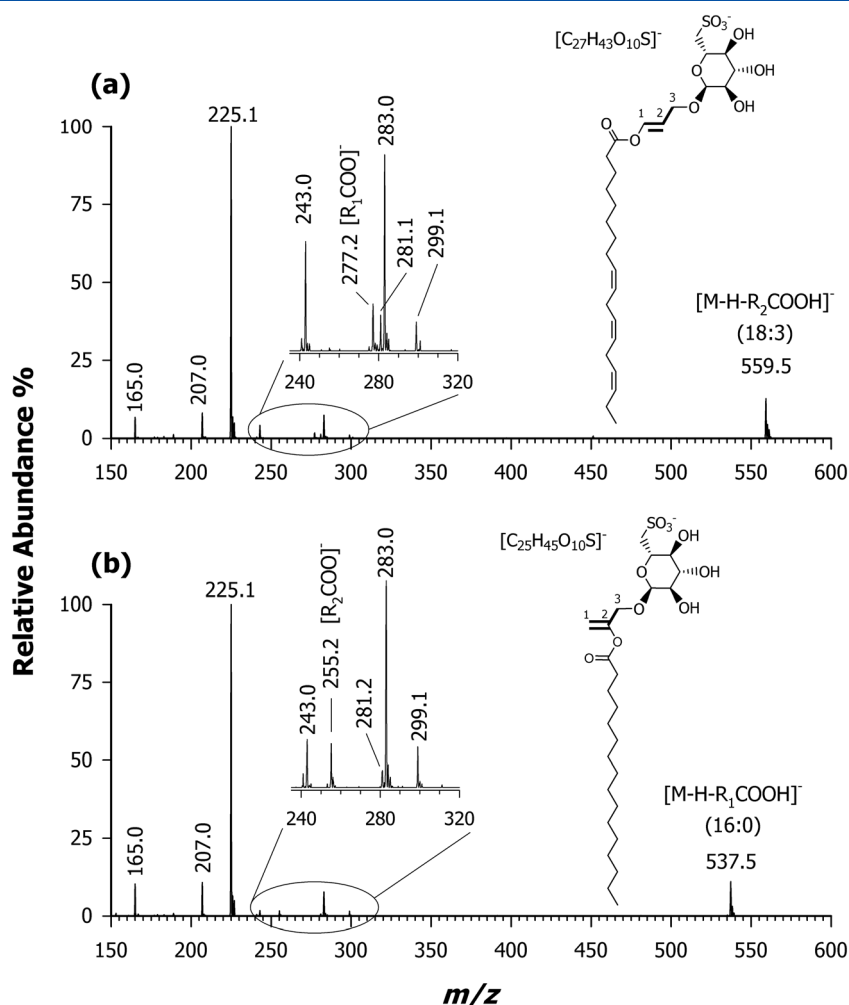 (a)
[C27H43O10S]-
SO3-
OH
O
OH
OH
O
3
2
1
O
O
225.1
243.0
277.2 [R1COO]-
283.0
281.1
299.1
240 280 320
165.0
207.0
[M-H-R2COOH]-
(18:3)
559.5
100
75
50
25
0
150 200 250 300 350 400 450 500 550 600
Relative Abundance %
(b)
[C25H45O10S]-
SO3-
OH
O
OH
OH
O
3
2
1
O
O
225.1
243.0
255.2 [R2COO]-
281.2
283.0
299.1
240 280 320
165.0
207.0
[M-H-R1COOH]-
(16:0)
537.5
100
75
50
25
0
150 200 250 300 350 400 450 500 550 600
m/z